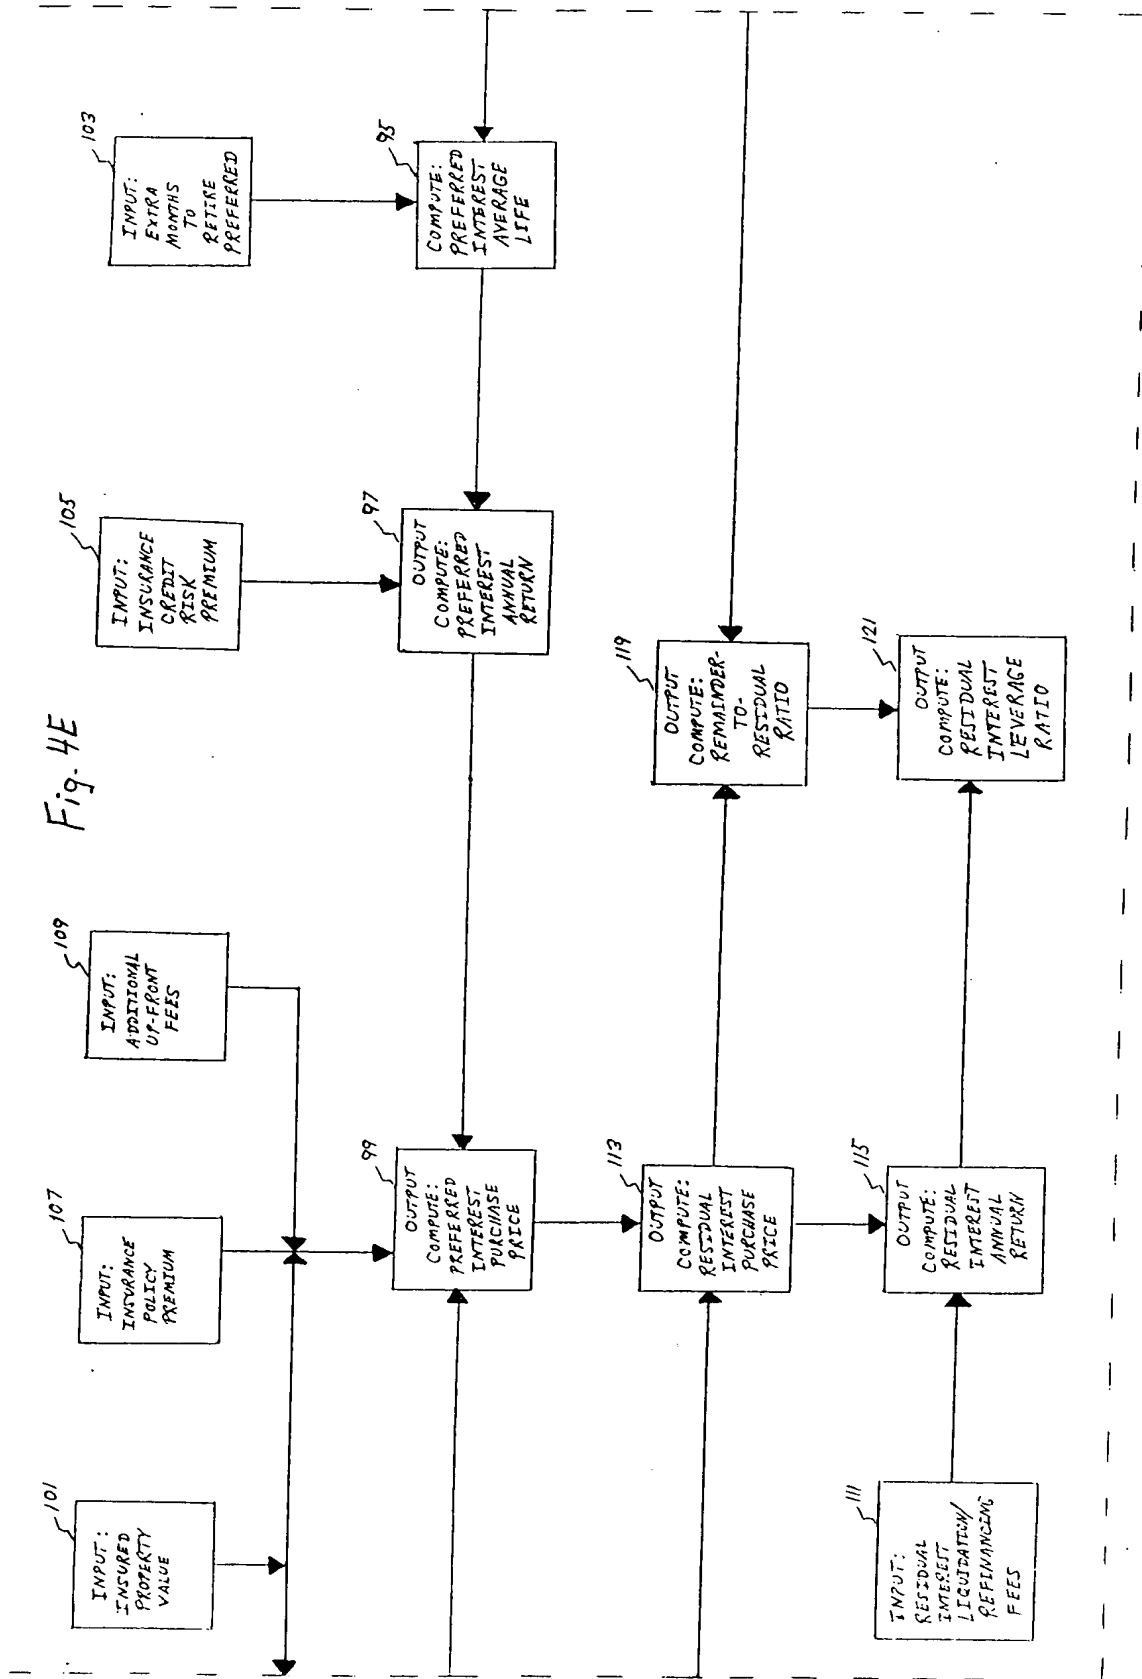 Fig. 4E
101
INPUT:
INSURED
PROPERTY
VALUE
107
INPUT:
INSURANCE
POLICY
PREMIUM
109
INPUT:
ADDITIONAL
UP-FRONT
FEES
105
INPUT:
INSURANCE
CREDIT
RISK
PREMIUM
103
INPUT:
EXTRA
MONTHS
TO
RETIRE
PREFERRED
99
OUTPUT
COMPUTE:
PREFERRED
INTEREST
PURCHASE
PRICE
97
OUTPUT
COMPUTE:
PREFERRED
INTEREST
ANNUAL
RETURN
95
COMPUTE:
PREFERRED
INTEREST
AVERAGE
LIFE
113
OUTPUT
COMPUTE:
RESIDUAL
INTEREST
PURCHASE
PRICE
119
OUTPUT
COMPUTE:
REMAINDER-
TO-
RESIDUAL
RATIO
111
INPUT:
RESIDUAL
INTEREST
LIQUIDATION/
REFINANCING
FEES
115
OUTPUT
COMPUTE:
RESIDUAL
INTEREST
ANNUAL
RETURN
121
OUTPUT
COMPUTE:
RESIDUAL
INTEREST
LEVERAGE
RATIO